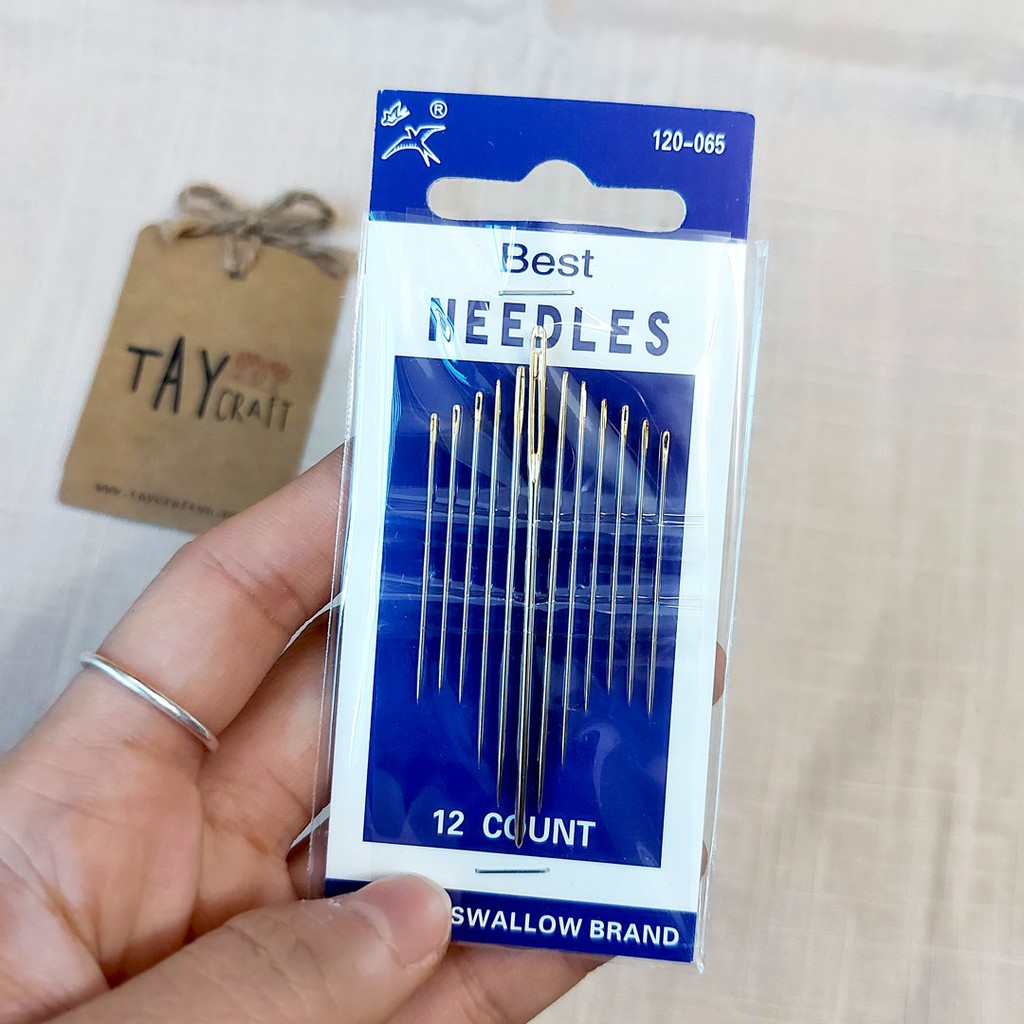 ®
120-065
Best
NEEDLES
12 COUNT
SWALLOW BRAND
TAY
CRAFT